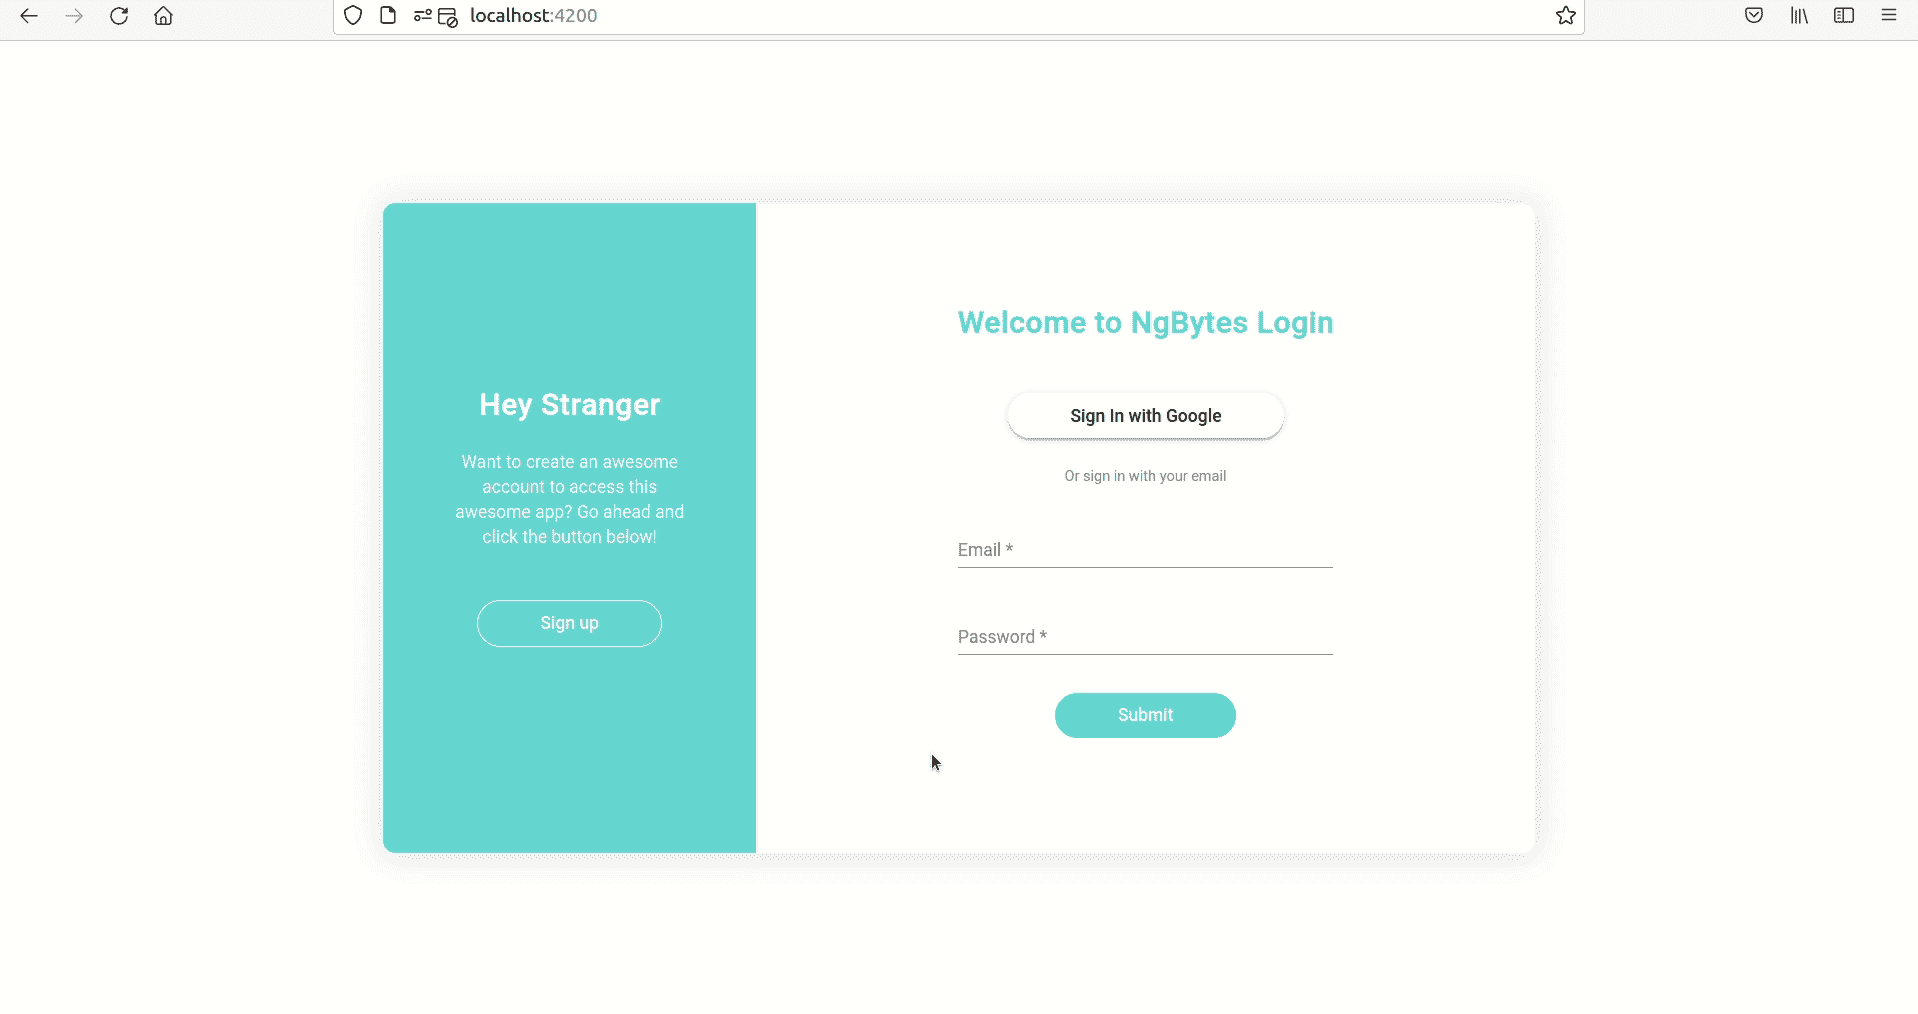 localhost:4200
Hey Stranger
Want to create an awesome
account to access this
awesome app? Go ahead and
click the button below!
Sign up
Welcome to NgBytes Login
Sign In with Google
Or sign in with your email
Email *
Password *
Submit